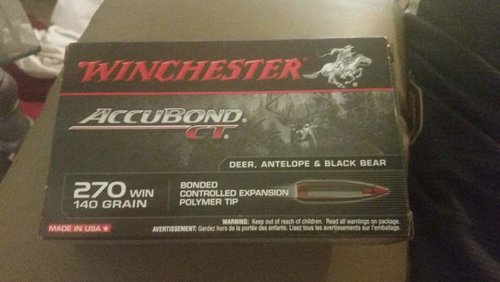 WINCHESTER®
ACCUBOND®
CT®
DEER, ANTELOPE & BLACK BEAR
270 WIN
140 GRAIN
BONDED
CONTROLLED EXPANSION
POLYMER TIP
MADE IN USA★
WARNING: Keep out of reach of children. Read all warnings on package.
AVERTISSEMENT: Gardez hors de la portée des enfants. Lisez tous les avertissements sur l'emballage.